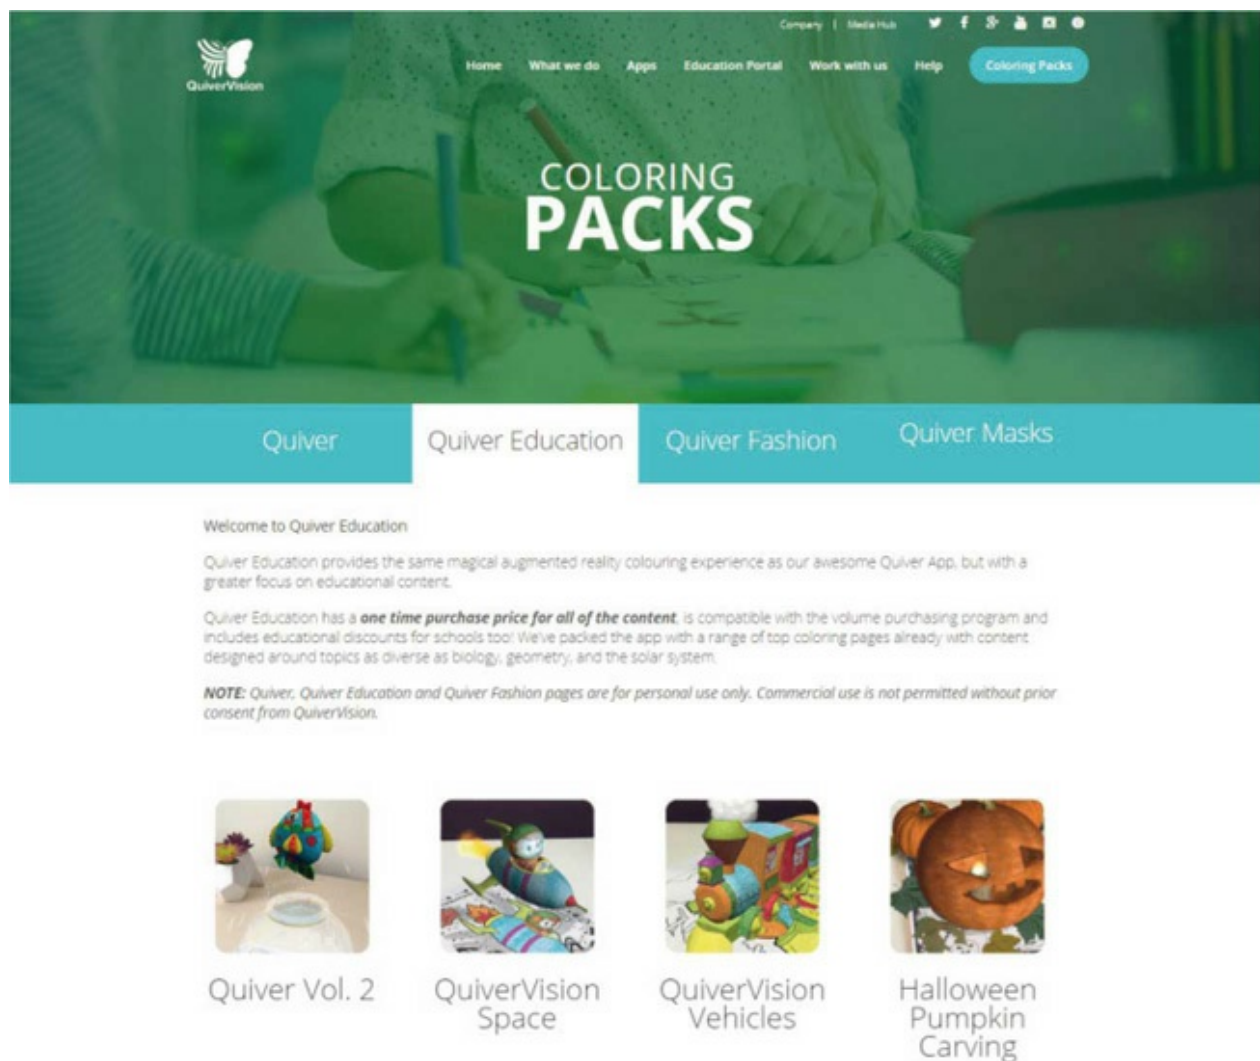 Company | Media Hub
QuiverVision
Home What we do Apps Education Portal Work with us Help Coloring Packs
COLORING
PACKS
Quiver Quiver Education Quiver Fashion Quiver Masks
Welcome to Quiver Education
Quiver Education provides the same magical augmented reality colouring experience as our awesome Quiver App, but with a
greater focus on educational content.
Quiver Education has a one time purchase price for all of the content, is compatible with the volume purchasing program and
includes educational discounts for schools too! We've packed the app with a range of top coloring pages already with content
designed around topics as diverse as biology, geometry, and the solar system.
NOTE: Quiver, Quiver Education and Quiver Fashion pages are for personal use only. Commercial use is not permitted without prior
consent from QuiverVision.
Quiver Vol. 2
QuiverVision
Space
QuiverVision
Vehicles
Halloween
Pumpkin
Carving